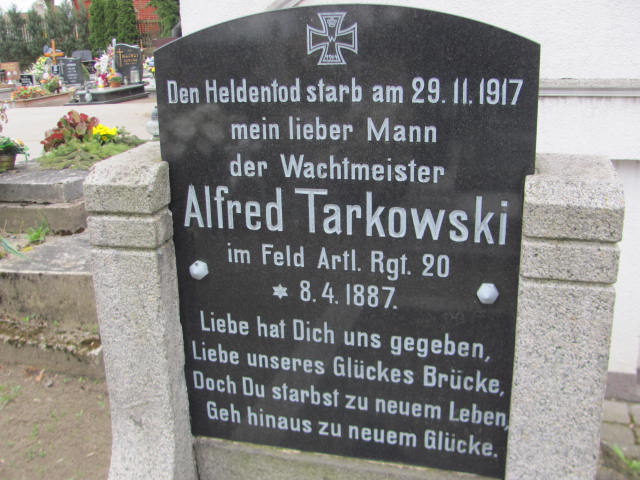 W
1914
Den Heldentod starb am 29.11.1917
mein lieber Mann
der Wachtmeister
Alfred Tarkowski
im Feld Artl. Rgt. 20
✶ 8.4.1887.
Liebe hat Dich uns gegeben,
Liebe unseres Glückes Brücke,
Doch Du starbst zu neuem Leben,
Geh hinaus zu neuem Glücke.